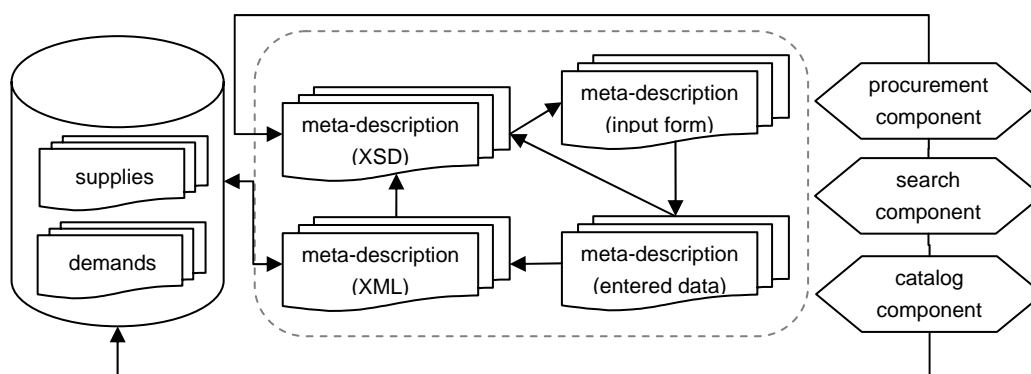 supplies
demands
meta-description
(XSD)
meta-description
(input form)
meta-description
(XML)
meta-description
(entered data)
procurement
component
search
component
catalog
component